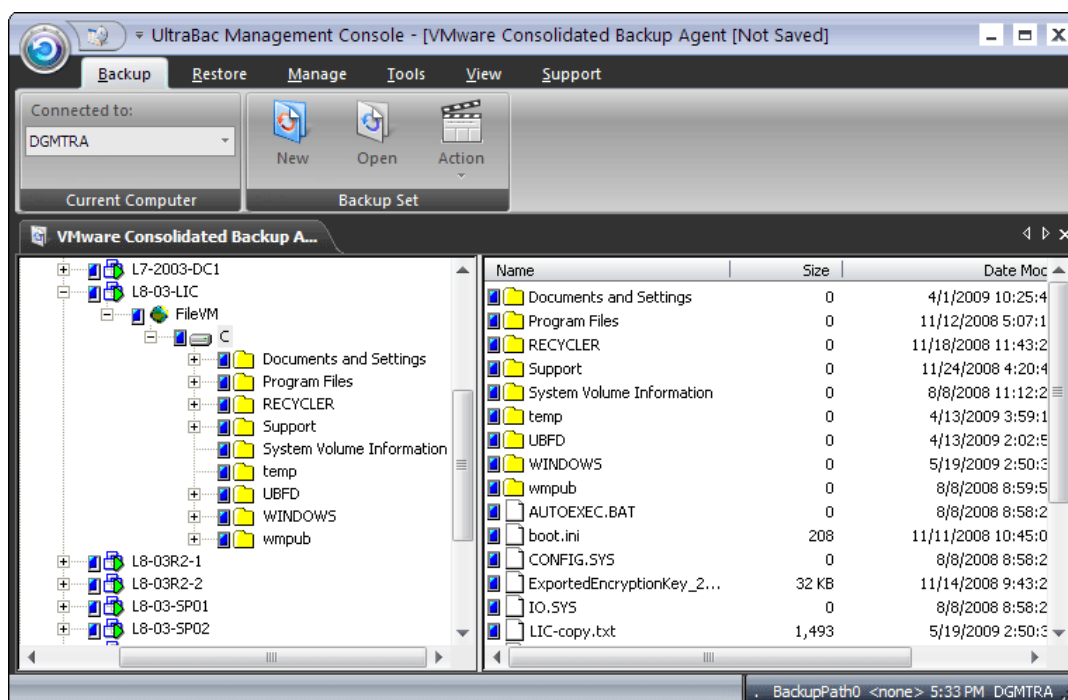 UltraBac Management Console - [VMware Consolidated Backup Agent [Not Saved]
Backup Restore Manage Tools View Support
Connected to:
DGMTRA
New Open Action
Current Computer Backup Set
VMware Consolidated Backup A...
L7-2003-DC1
L8-03-LIC
FileVM
C
Documents and Settings
Program Files
RECYCLER
Support
System Volume Information
temp
UBFD
WINDOWS
wmpub
L8-03R2-1
L8-03R2-2
L8-03-SP01
L8-03-SP02
Name Size Date Moc
Documents and Settings 0 4/1/2009 10:25:4
Program Files 0 11/12/2008 5:07:1
RECYCLER 0 11/18/2008 11:43:2
Support 0 11/24/2008 4:20:4
System Volume Information 0 8/8/2008 11:12:2
temp 0 4/13/2009 3:59:1
UBFD 0 4/13/2009 2:02:5
WINDOWS 0 5/19/2009 2:50:3
wmpub 0 8/8/2008 8:59:5
AUTOEXEC.BAT 0 8/8/2008 8:58:2
boot.ini 208 11/11/2008 10:45:0
CONFIG.SYS 0 8/8/2008 8:58:2
ExportedEncryptionKey_2... 32 KB 11/14/2008 9:43:2
IO.SYS 0 8/8/2008 8:58:2
LIC-copy.txt 1,493 5/19/2009 2:50:3
. BackupPath0 <none> 5:33 PM DGMTRA